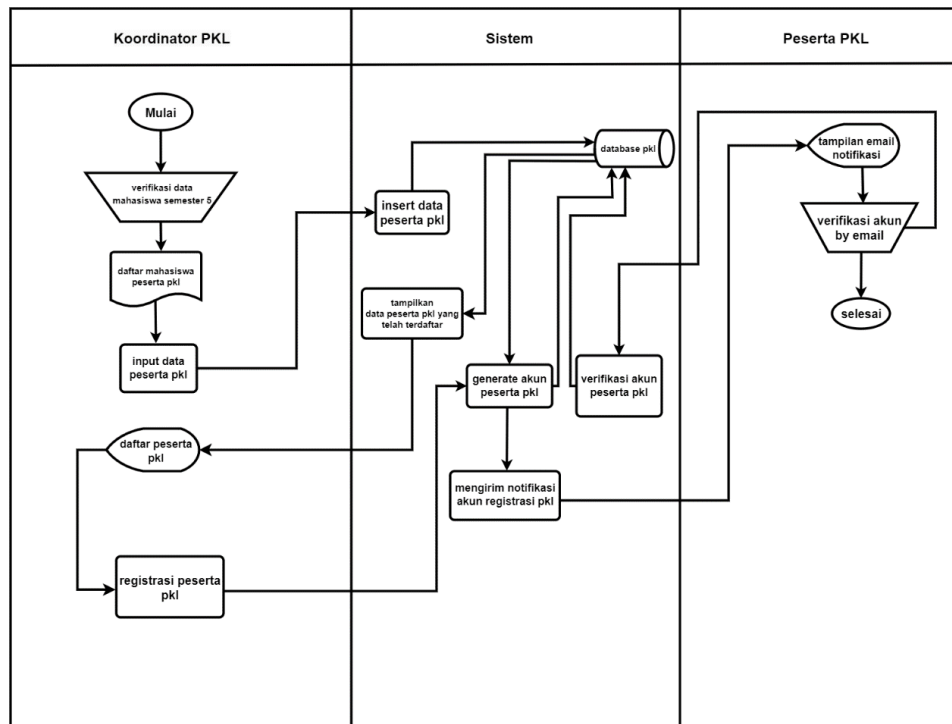 Koordinator PKL
Sistem
Peserta PKL
Mulai
verifikasi data
mahasiswa semester 5
daftar mahasiswa
peserta pkl
input data
peserta pkl
insert data
peserta pkl
database pkl
tampilkan
data peserta pkl yang
telah terdaftar
daftar peserta
pkl
registrasi peserta
pkl
generate akun
peserta pkl
verifikasi akun
peserta pkl
mengirim notifikasi
akun registrasi pkl
tampilan email
notifikasi
verifikasi akun
by email
selesai